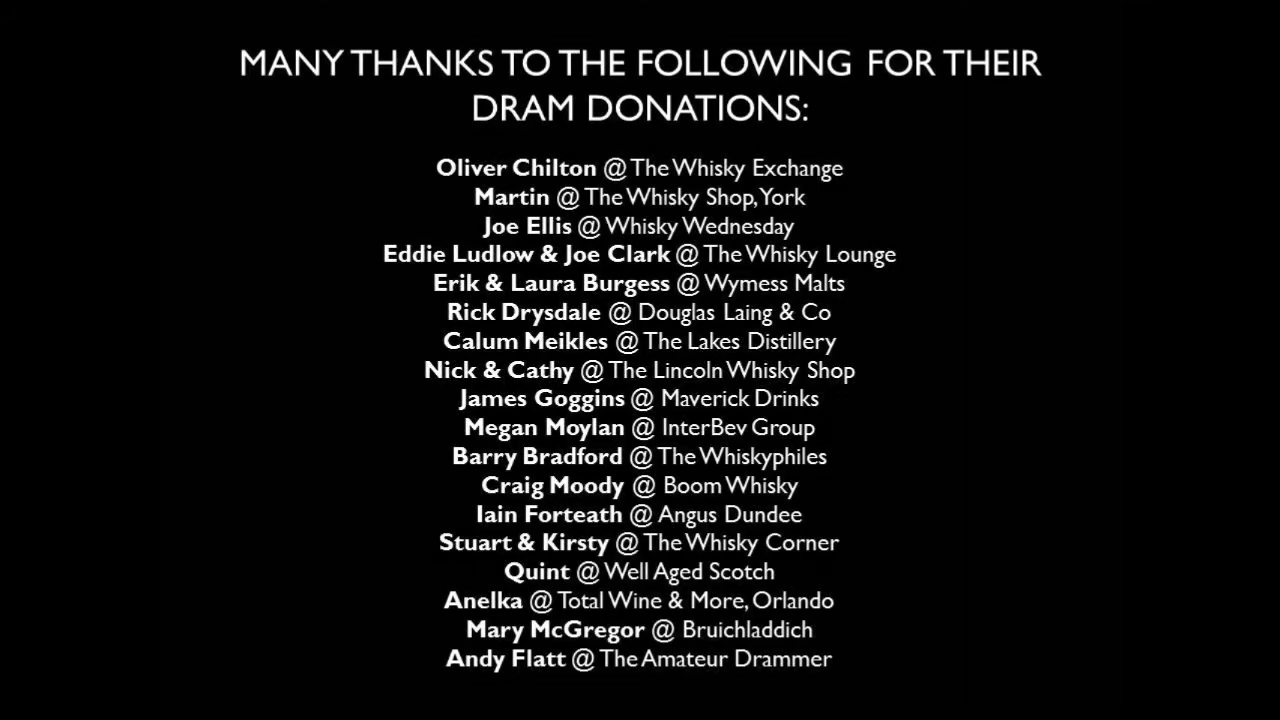 MANY THANKS TO THE FOLLOWING FOR THEIR
DRAM DONATIONS:
Oliver Chilton @ The Whisky Exchange
Martin @ The Whisky Shop, York
Joe Ellis @ Whisky Wednesday
Eddie Ludlow & Joe Clark @ The Whisky Lounge
Erik & Laura Burgess @ Wymess Malts
Rick Drysdale @ Douglas Laing & Co
Calum Meikles @ The Lakes Distillery
Nick & Cathy @ The Lincoln Whisky Shop
James Goggins @ Maverick Drinks
Megan Moylan @ InterBev Group
Barry Bradford @ The Whiskyphiles
Craig Moody @ Boom Whisky
Iain Forteath @ Angus Dundee
Stuart & Kirsty @ The Whisky Corner
Quint @ Well Aged Scotch
Anelka @ Total Wine & More, Orlando
Mary McGregor @ Bruichladdich
Andy Flatt @ The Amateur Drammer